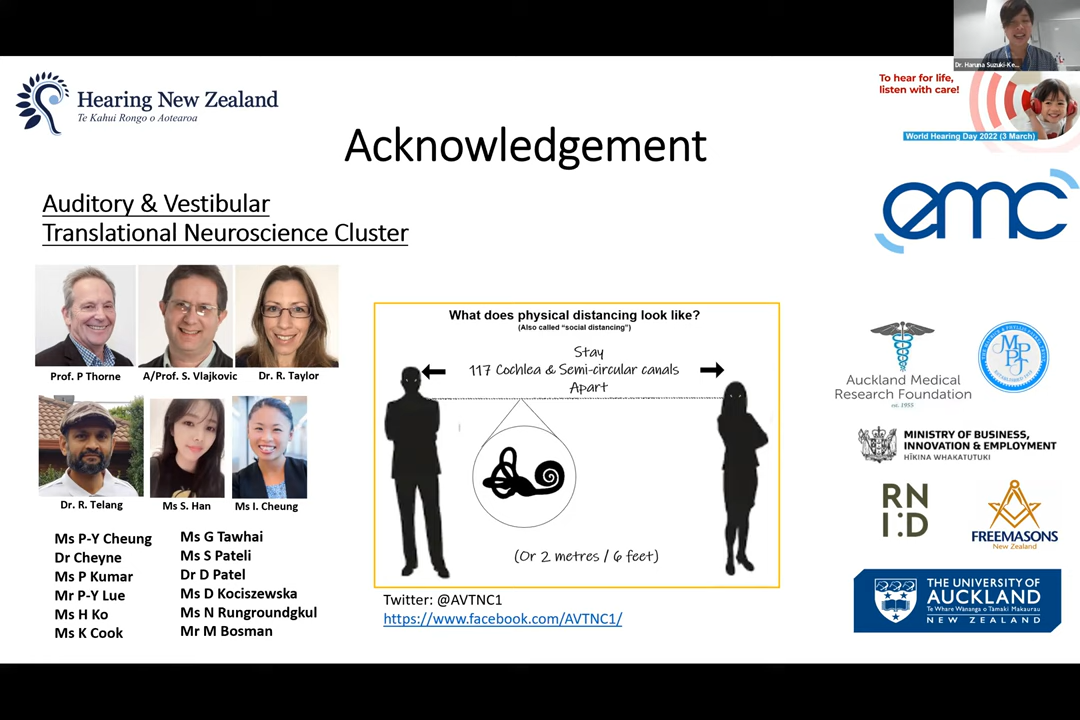 Dr. Haruna Suzuki-Ke...
Hearing New Zealand
Te Kahui Rongo o Aotearoa
To hear for life,
listen with care!
World Hearing Day 2022 (3 March)
Acknowledgement
emc
Auditory & Vestibular
Translational Neuroscience Cluster
Prof. P Thorne
A/Prof. S. Vlajkovic
Dr. R. Taylor
Dr. R. Telang
Ms S. Han
Ms I. Cheung
Ms P-Y Cheung
Dr Cheyne
Ms P Kumar
Mr P-Y Lue
Ms H Ko
Ms K Cook
Ms G Tawhai
Ms S Pateli
Dr D Patel
Ms D Kociszewska
Ms N Rungroundgkul
Mr M Bosman
What does physical distancing look like?
(Also called “social distancing”)
Stay
117 Cochlea & Semi-circular canals
Apart
(Or 2 metres / 6 feet)
Twitter: @AVTNC1
https://www.facebook.com/AVTNC1/
Auckland Medical
Research Foundation
est. 1955
MPPF
MINISTRY OF BUSINESS,
INNOVATION & EMPLOYMENT
HĪKINA WHAKATUTUKI
RN
I:D
FREEMASONS
New Zealand
THE UNIVERSITY OF
AUCKLAND
Te Whare Wānanga o Tāmaki Makaurau
NEW ZEALAND